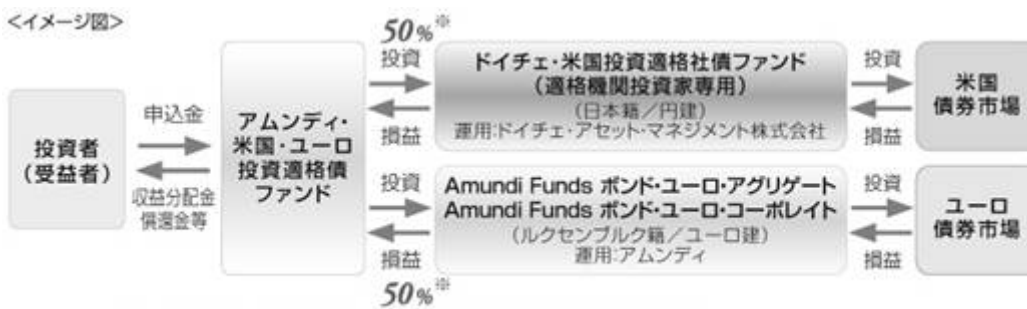 <イメージ図>
投資者
(受益者)
申込金
収益分配金
償還金等
アムンディ・
米国・ユーロ
投資適格債
ファンド
50%※
投資
損益
ドイチェ・米国投資適格社債ファンド
(適格機関投資家専用)
(日本籍/円建)
運用:ドイチェ・アセット・マネジメント株式会社
投資
損益
米国
債券市場
投資
損益
50%※
Amundi Funds ボンド・ユーロ・アグリゲート
Amundi Funds ボンド・ユーロ・コーポレイト
(ルクセンブルク籍/ユーロ建)
運用:アムンディ
投資
損益
ユーロ
債券市場